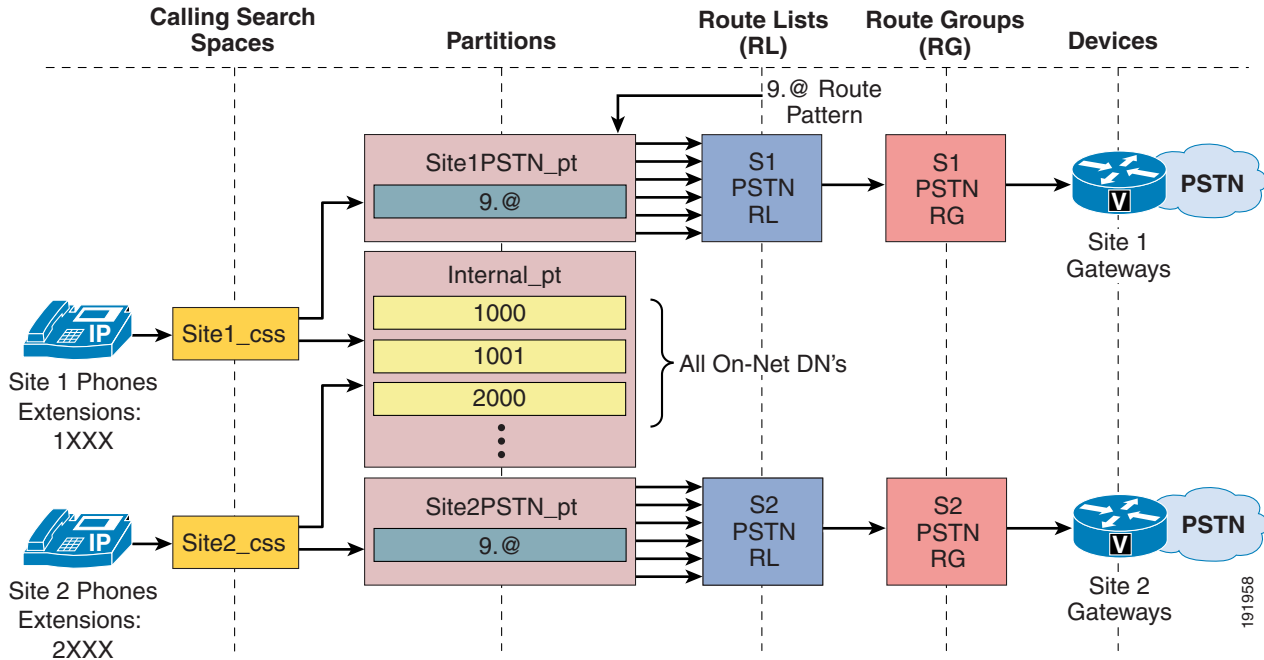 Calling Search
Spaces
Partitions
Route Lists
(RL)
Route Groups
(RG)
Devices
9.@ Route
Pattern
Site1PSTN_pt
9.@
S1
PSTN
RL
S1
PSTN
RG
V
PSTN
Site 1
Gateways
Internal_pt
1000
1001
2000
All On-Net DN's
IP
Site1_css
Site 1 Phones
Extensions:
1XXX
Site2PSTN_pt
9.@
S2
PSTN
RL
S2
PSTN
RG
V
PSTN
Site 2
Gateways
IP
Site2_css
Site 2 Phones
Extensions:
2XXX
191958